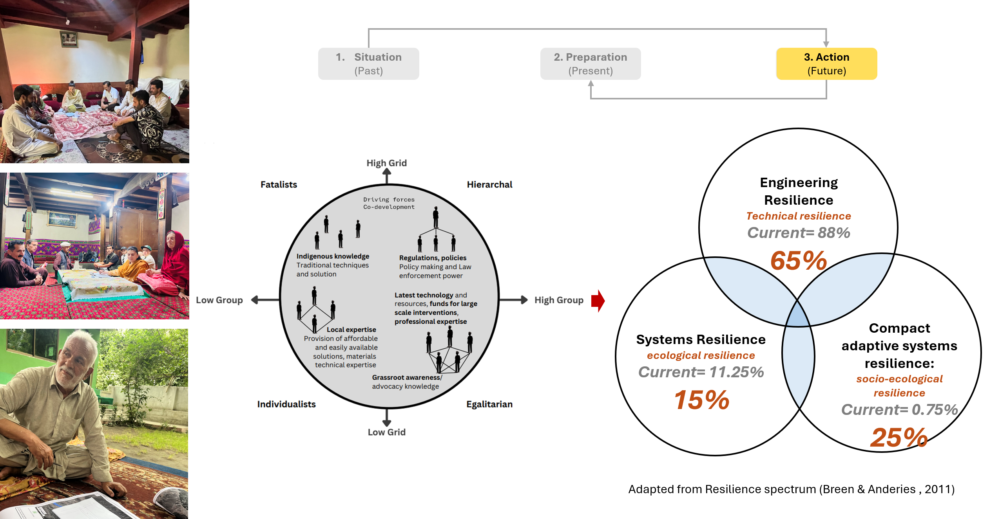 1. Situation
(Past)
2. Preparation
(Present)
3. Action
(Future)
High Grid
Fatalists
Hierarchal
Driving forces
Co-development
Indigenous knowledge
Traditional techniques
and solution
Regulations, policies
Policy making and Law
enforcement power
Low Group
High Group
Latest technology and
resources, funds for large
scale interventions,
professional expertise
Local expertise
Provision of affordable
and easily available
solutions, materials
technical expertise
Grassroot awareness/
advocacy knowledge
Individualists
Egalitarian
Low Grid
Engineering
Resilience
Technical resilience
Current= 88%
65%
Systems Resilience
ecological resilience
Current= 11.25%
15%
Compact
adaptive systems
resilience:
socio-ecological
resilience
Current= 0.75%
25%
Adapted from Resilience spectrum (Breen & Anderies , 2011)